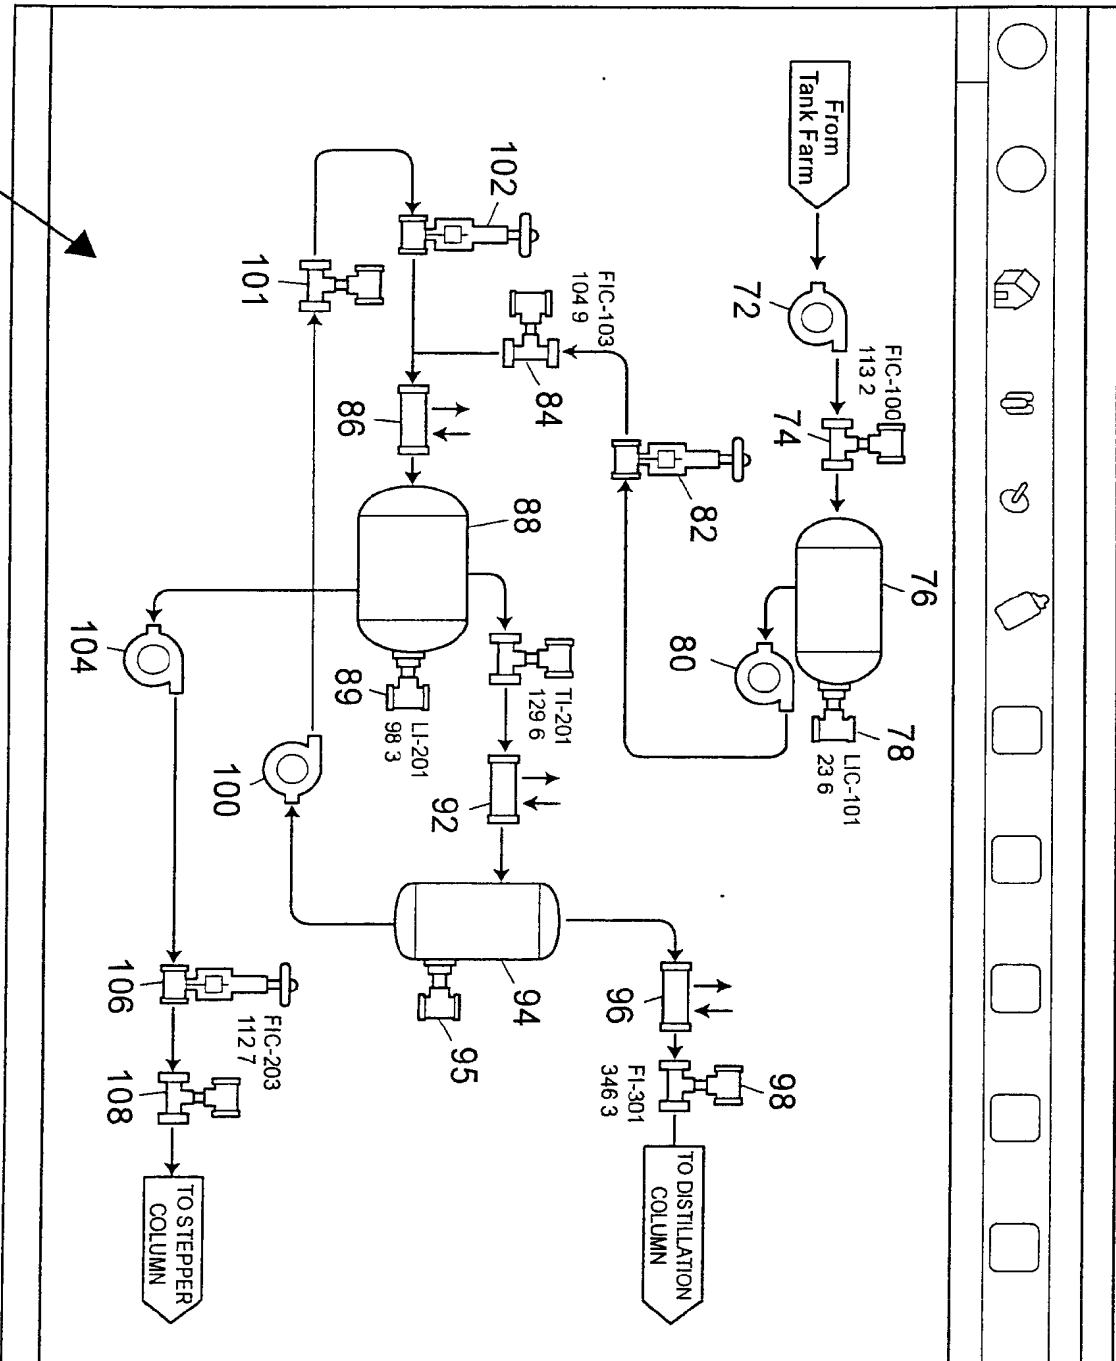 From
Tank Farm
72
FIC-100
113 2
74
76
78
LIC-101
23 6
80
82
FIC-103
104 9
84
102
101
86
88
89
LI-201
98 3
TI-201
129 6
92
94
95
96
98
FI-301
346 3
TO DISTILLATION
COLUMN
100
104
106
FIC-203
112 7
108
TO STEPPER
COLUMN